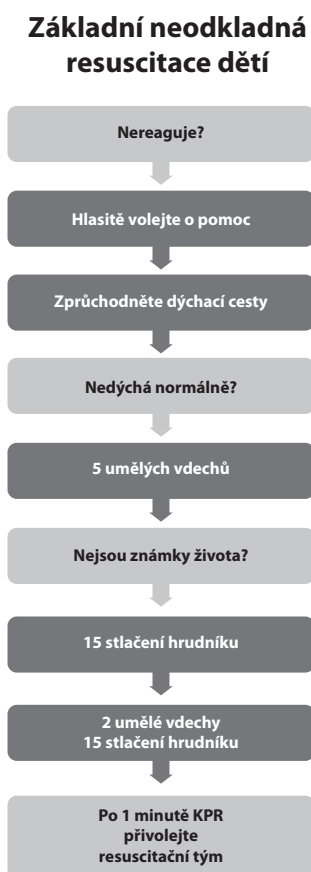 Základní neodkladná
resuscitace dětí
Nereaguje?
Hlasitě volejte o pomoc
Zprůchodněte dýchací cesty
Nedýchá normálně?
5 umělých vdechů
Nejsou známky života?
15 stlačení hrudníku
2 umělé vdechy
15 stlačení hrudníku
Po 1 minutě KPR
přivolejte
resuscitační tým